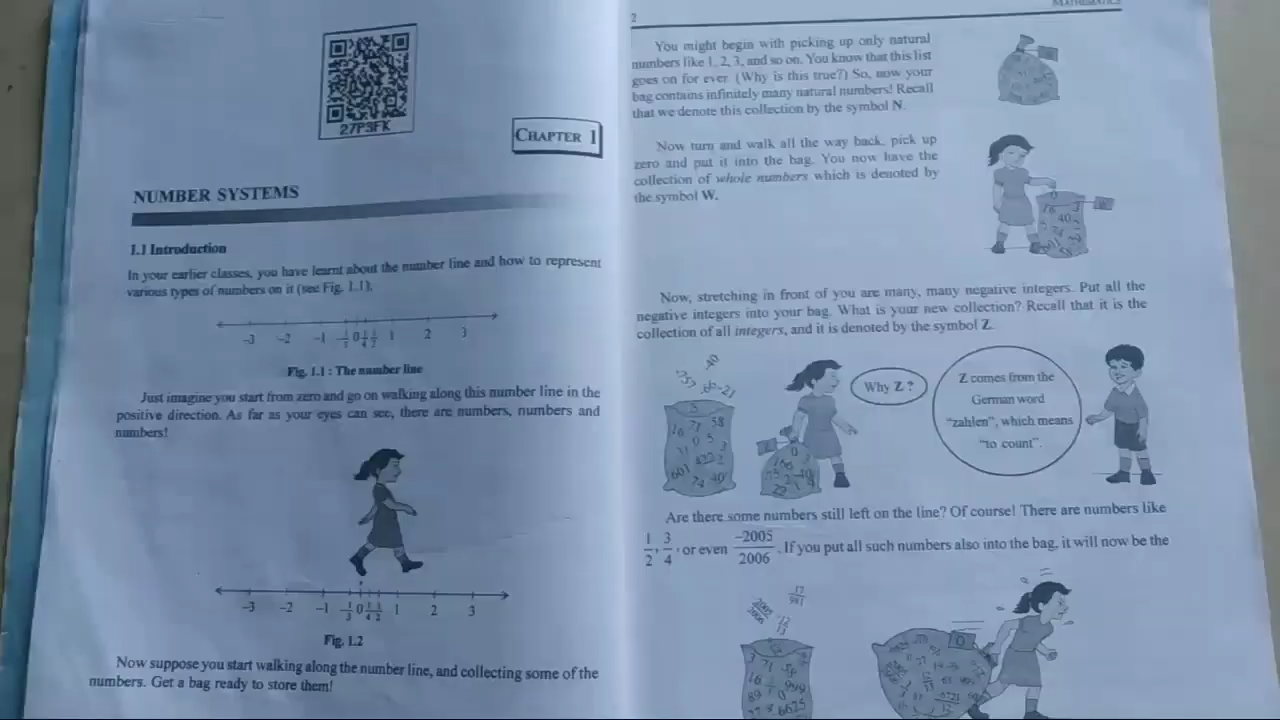 27P3FK
CHAPTER 1
NUMBER SYSTEMS
1.1 Introduction
In your earlier classes, you have learnt about the number line and how to represent
various types of numbers on it (see Fig. 1.1).
-3 -2 -1 0 1 2 3
Fig. 1.1 : The number line
Just imagine you start from zero and go on walking along this number line in the
positive direction. As far as your eyes can see, there are numbers, numbers and
numbers!
-3 -2 -1 0 1 2 3
Fig. 1.2
Now suppose you start walking along the number line, and collecting some of the
numbers. Get a bag ready to store them!
2
MATHEMATICS
You might begin with picking up only natural
numbers like 1, 2, 3, and so on. You know that this list
goes on for ever. (Why is this true?) So, now your
bag contains infinitely many natural numbers! Recall
that we denote this collection by the symbol N.
Now turn and walk all the way back, pick up
zero and put it into the bag. You now have the
collection of whole numbers which is denoted by
the symbol W.
Now, stretching in front of you are many, many negative integers. Put all the
negative integers into your bag. What is your new collection? Recall that it is the
collection of all integers, and it is denoted by the symbol Z.
Why Z ?
Z comes from the
German word
"zahlen", which means
"to count".
Are there some numbers still left on the line? Of course! There are numbers like
1/2, 3/4, or even -2005/2006. If you put all such numbers also into the bag, it will now be the